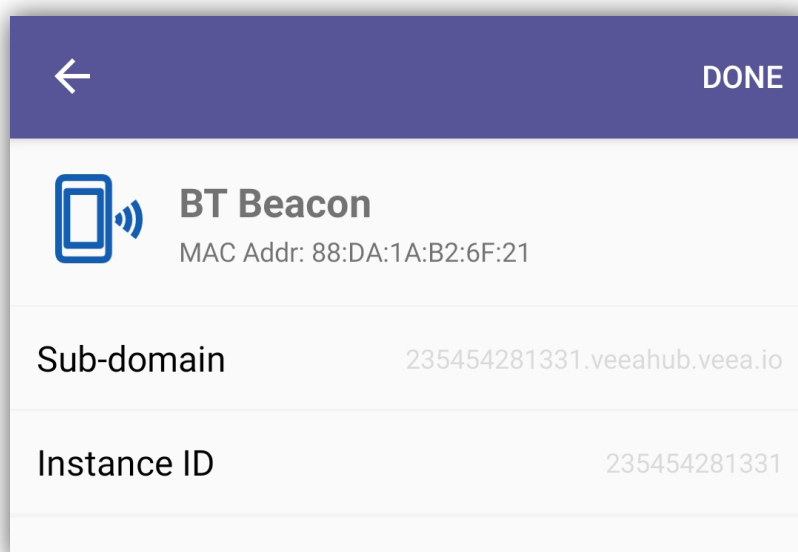 DONE
BT Beacon
MAC Addr: 88:DA:1A:B2:6F:21
Sub-domain 235454281331.veeahub.veea.io
Instance ID 235454281331